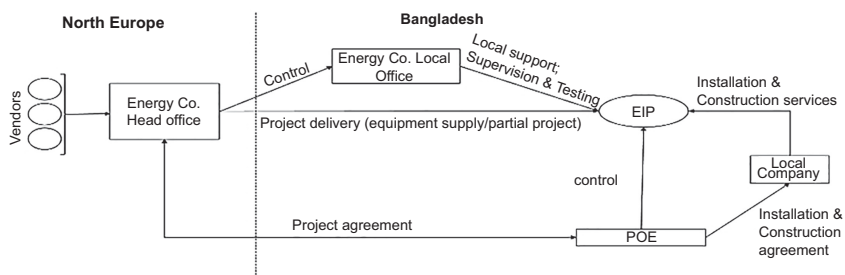 North Europe
Bangladesh
Vendors
Energy Co.
Head office
Control
Energy Co. Local
Office
Local support;
Supervision & Testing
Project delivery (equipment supply/partial project)
EIP
Installation &
Construction services
Local
Company
control
Installation &
Construction
agreement
Project agreement
POE